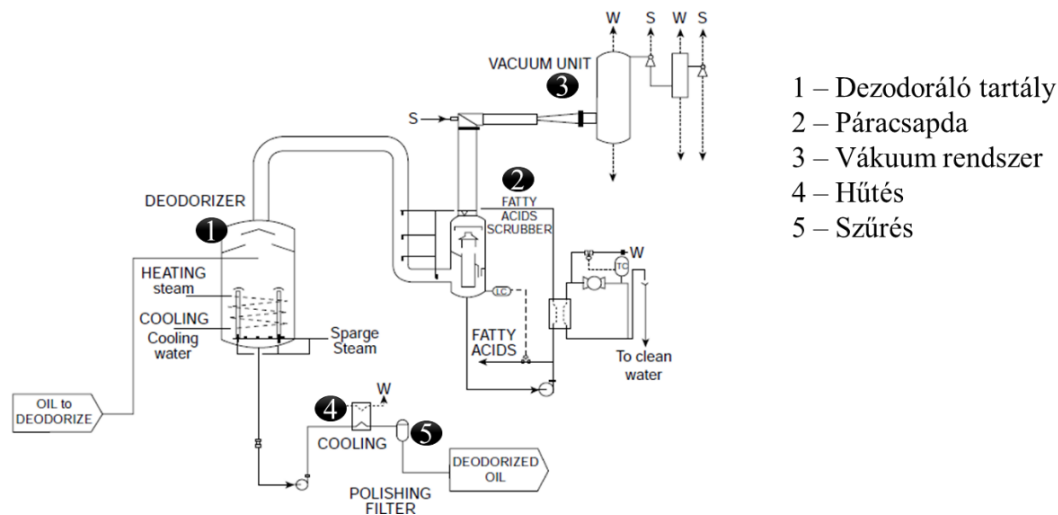 W
S
W
S
VACUUM UNIT
3
S
2
FATTY
ACIDS
SCRUBBER
DEODORIZER
1
HEATING
steam
COOLING
Cooling
water
Sparge
Steam
LC
W
TC
FATTY
ACIDS
To clean
water
OIL to
DEODORIZE
4
W
COOLING
5
POLISHING
FILTER
DEODORIZED
OIL
1 – Dezodoráló tartály
2 – Páracsapda
3 – Vákuum rendszer
4 – Hűtés
5 – Szűrés